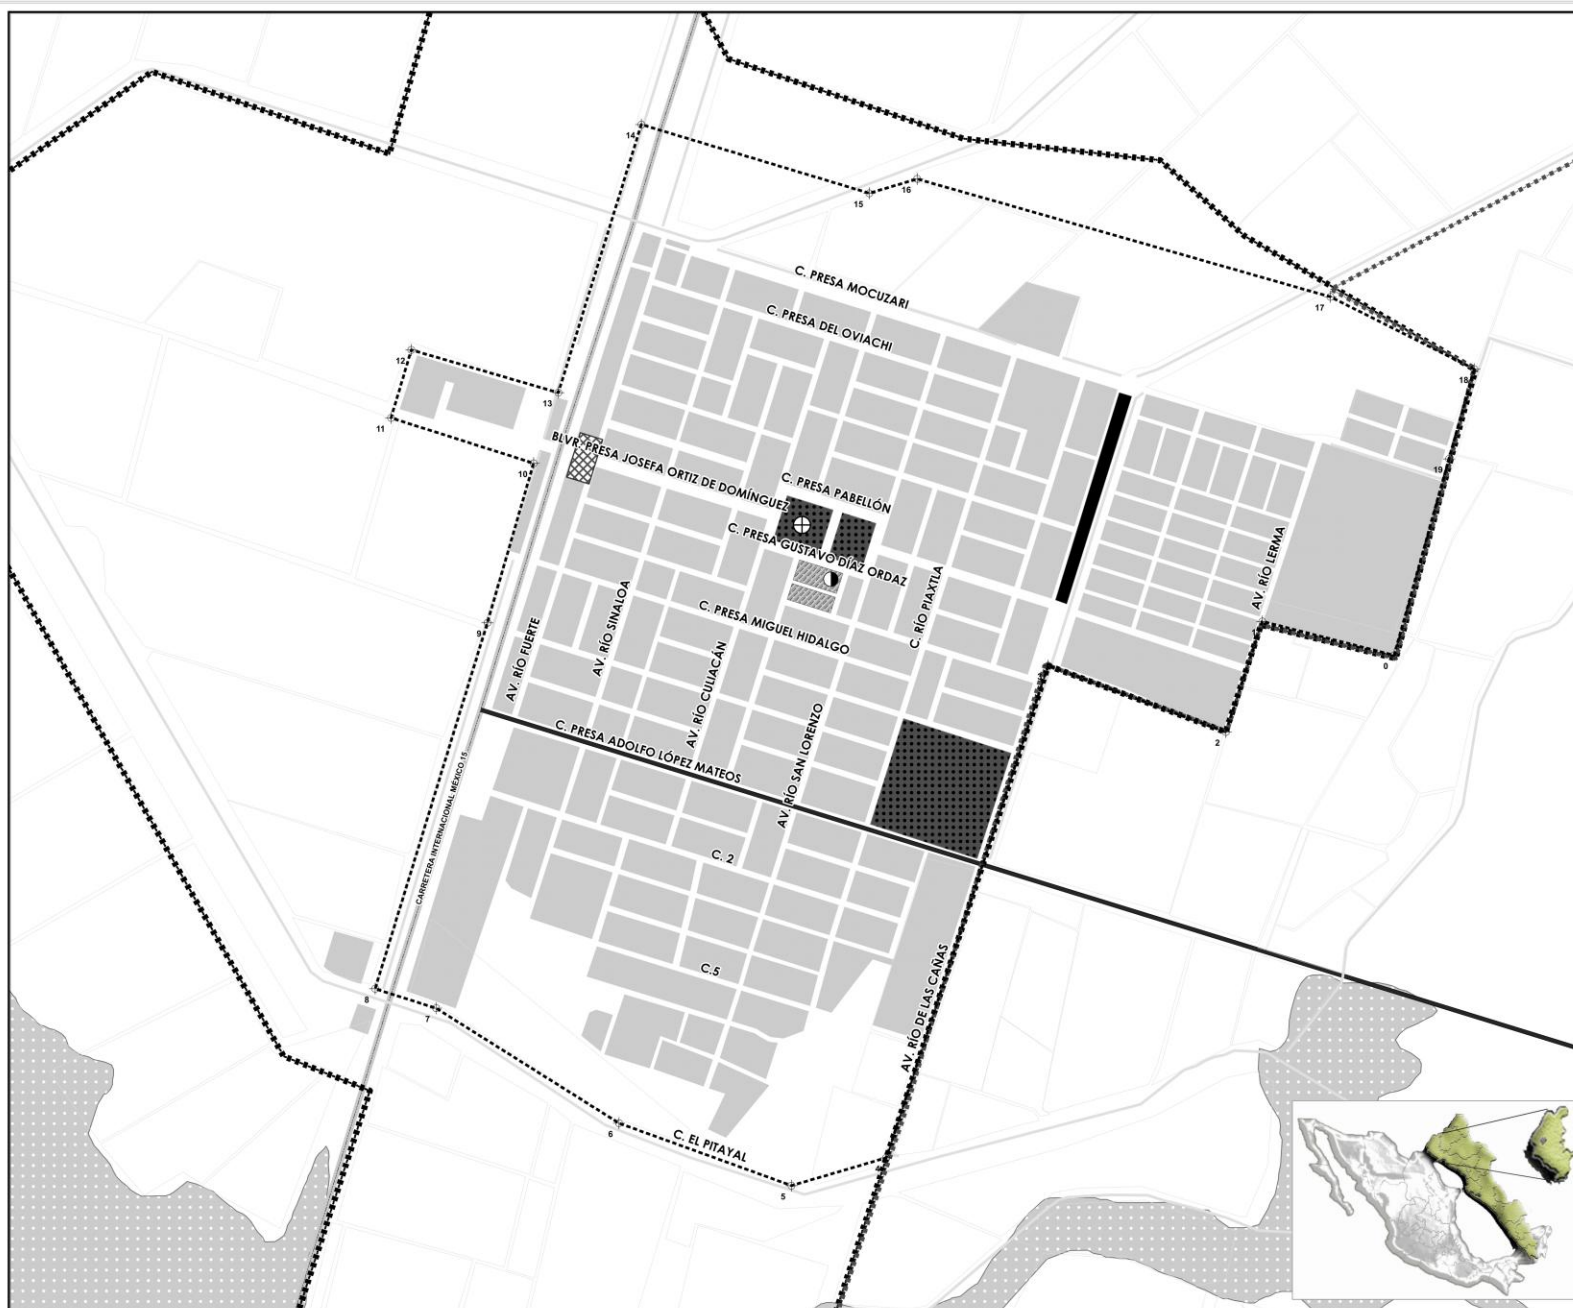 14
15
16
C. PRESA MOCUZARI
17
C. PRESA DEL OVIACHI
12
18
13
11
BLVR. PRESA JOSEFA ORTIZ DE DOMÍNGUEZ
19
10
C. PRESA PABELLÓN
C. PRESA GUSTAVO DÍAZ ORDAZ
AV. RÍO LERMA
AV. RÍO SINALOA
C. RÍO PIAXTLA
C. PRESA MIGUEL HIDALGO
9
AV. RÍO FUERTE
0
AV. RÍO CULIACÁN
AV. RÍO SAN LORENZO
2
C. PRESA ADOLFO LÓPEZ MATEOS
CARRETERA INTERNACIONAL MÉXICO 15
C. 2
C.5
AV. RÍO DE LAS CAÑAS
8
7
6
C. EL PITAYAL
5